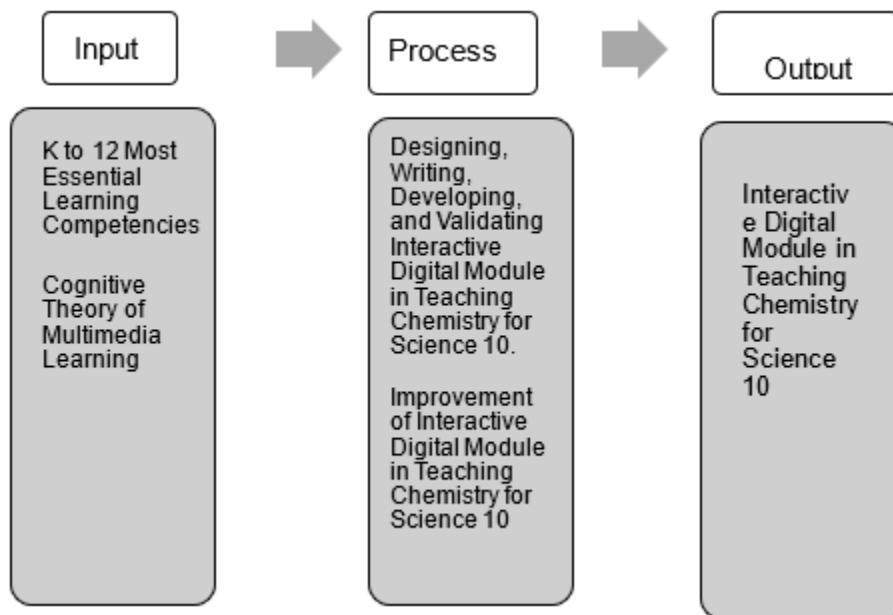 Input
Process
Output
K to 12 Most
Essential
Learning
Competencies
Cognitive
Theory of
Multimedia
Learning
Designing,
Writing,
Developing,
and Validating
Interactive
Digital Module
in Teaching
Chemistry for
Science 10.
Improvement
of Interactive
Digital Module
in Teaching
Chemistry for
Science 10
Interactiv
e Digital
Module in
Teaching
Chemistry
for
Science
10